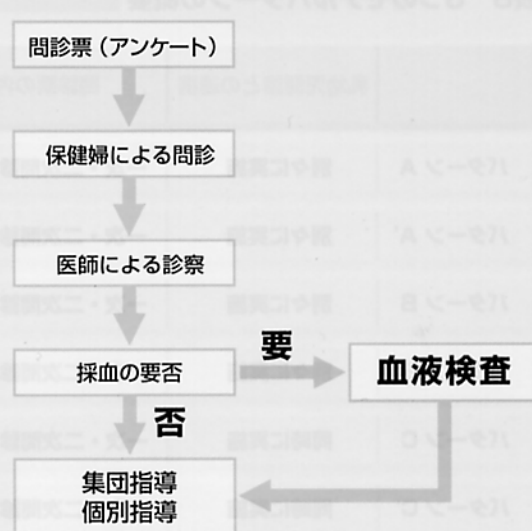 問診票（アンケート）
保健婦による問診
医師による診察
採血の要否
要
血液検査
否
集団指導
個別指導